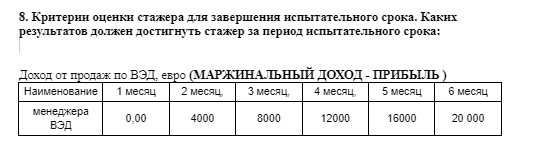 8. Критерии оценки стажера для завершения испытательного срока. Каких
результатов должен достигнуть стажер за период испытательного срока:
Доход от продаж по ВЭД, евро (МАРЖИНАЛЬНЫЙ ДОХОД - ПРИБЫЛЬ )
Наименование 1 месяц 2 месяц, 3 месяц, 4 месяц, 5 месяц 6 месяц
менеджера
ВЭД 0,00 4000 8000 12000 16000 20 000